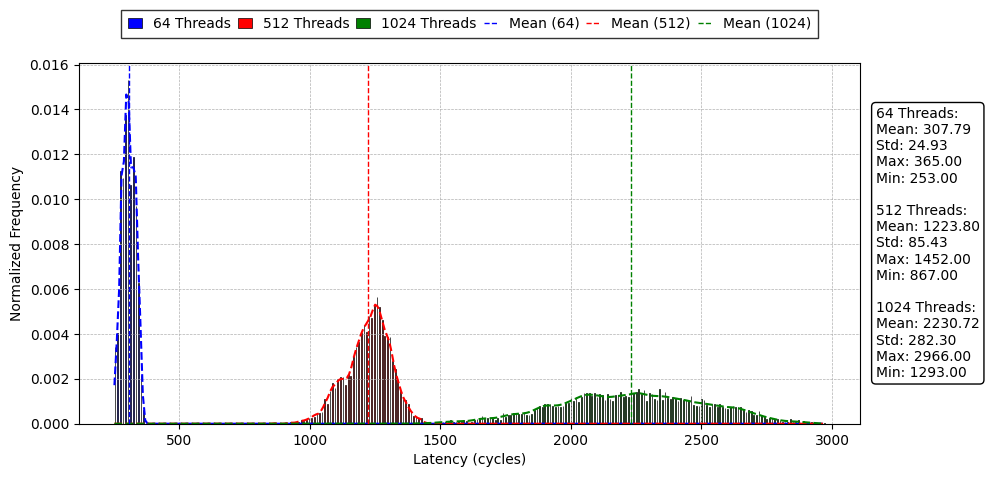 64 Threads 512 Threads 1024 Threads Mean (64) Mean (512) Mean (1024)
0.016
0.014
0.012
0.010
0.008
0.006
0.004
0.002
0.000
Normalized Frequency
500 1000 1500 2000 2500 3000
Latency (cycles)
64 Threads:
Mean: 307.79
Std: 24.93
Max: 365.00
Min: 253.00
512 Threads:
Mean: 1223.80
Std: 85.43
Max: 1452.00
Min: 867.00
1024 Threads:
Mean: 2230.72
Std: 282.30
Max: 2966.00
Min: 1293.00